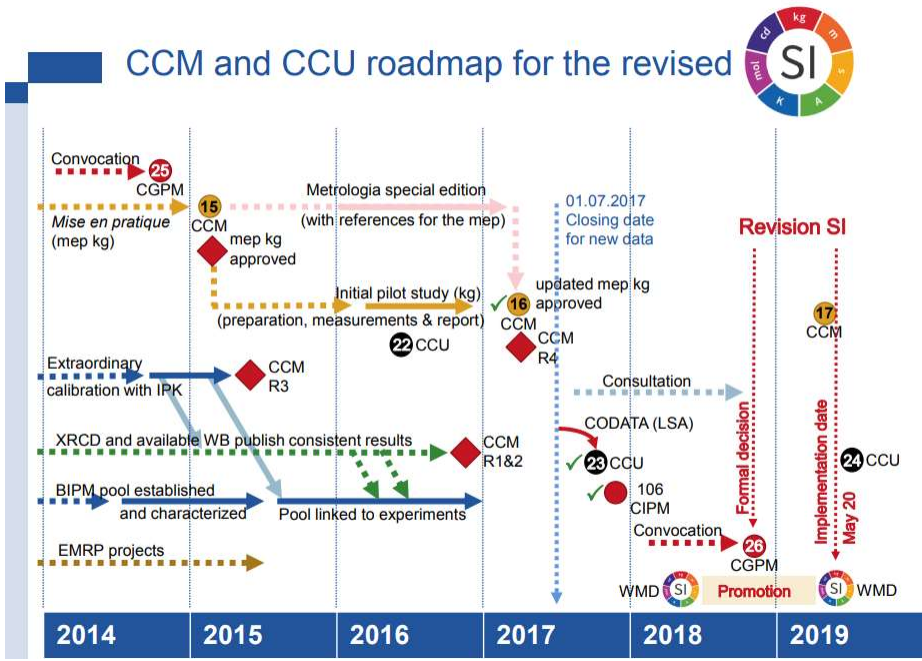 CCM and CCU roadmap for the revised
SI
kg
m
s
A
K
mol
cd
Convocation
25
CGPM
Mise en pratique
(mep kg)
15
CCM
mep kg
approved
Metrologia special edition
(with references for the mep)
01.07.2017
Closing date
for new data
Revision SI
Initial pilot study (kg)
(preparation, measurements & report)
16
CCM
updated mep kg
approved
CCM
R4
22
CCU
17
CCM
Extraordinary
calibration with IPK
CCM
R3
Consultation
XRCD and available WB publish consistent results
CCM
R1&2
CODATA (LSA)
23
CCU
106
CIPM
24
CCU
Formal decision
Implementation date
May 20
BIPM pool established
and characterized
Pool linked to experiments
Convocation
26
CGPM
EMRP projects
WMD
SI
Promotion
SI
WMD
2014
2015
2016
2017
2018
2019